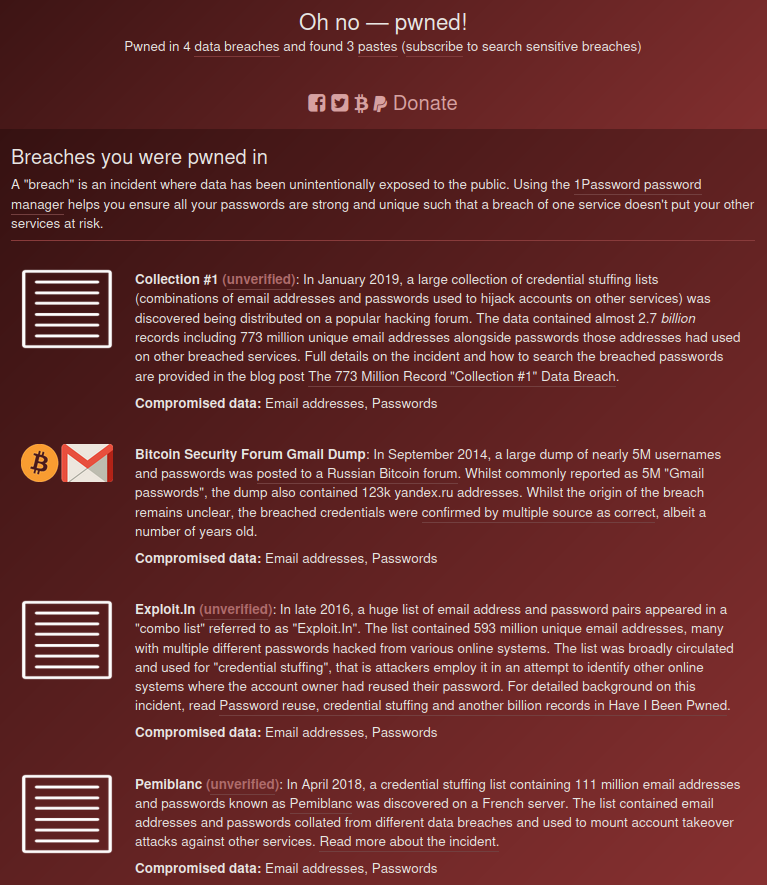 Oh no — pwned!
Pwned in 4 data breaches and found 3 pastes (subscribe to search sensitive breaches)
Donate
Breaches you were pwned in
A "breach" is an incident where data has been unintentionally exposed to the public. Using the 1Password password
manager helps you ensure all your passwords are strong and unique such that a breach of one service doesn't put your other
services at risk.
Collection #1 (unverified): In January 2019, a large collection of credential stuffing lists
(combinations of email addresses and passwords used to hijack accounts on other services) was
discovered being distributed on a popular hacking forum. The data contained almost 2.7 billion
records including 773 million unique email addresses alongside passwords those addresses had used
on other breached services. Full details on the incident and how to search the breached passwords
are provided in the blog post The 773 Million Record "Collection #1" Data Breach.
Compromised data: Email addresses, Passwords
Bitcoin Security Forum Gmail Dump: In September 2014, a large dump of nearly 5M usernames
and passwords was posted to a Russian Bitcoin forum. Whilst commonly reported as 5M "Gmail
passwords", the dump also contained 123k yandex.ru addresses. Whilst the origin of the breach
remains unclear, the breached credentials were confirmed by multiple source as correct, albeit a
number of years old.
Compromised data: Email addresses, Passwords
Exploit.In (unverified): In late 2016, a huge list of email address and password pairs appeared in a
"combo list" referred to as "Exploit.In". The list contained 593 million unique email addresses, many
with multiple different passwords hacked from various online systems. The list was broadly circulated
and used for "credential stuffing", that is attackers employ it in an attempt to identify other online
systems where the account owner had reused their password. For detailed background on this
incident, read Password reuse, credential stuffing and another billion records in Have I Been Pwned.
Compromised data: Email addresses, Passwords
Pemiblanc (unverified): In April 2018, a credential stuffing list containing 111 million email addresses
and passwords known as Pemiblanc was discovered on a French server. The list contained email
addresses and passwords collated from different data breaches and used to mount account takeover
attacks against other services. Read more about the incident.
Compromised data: Email addresses, Passwords